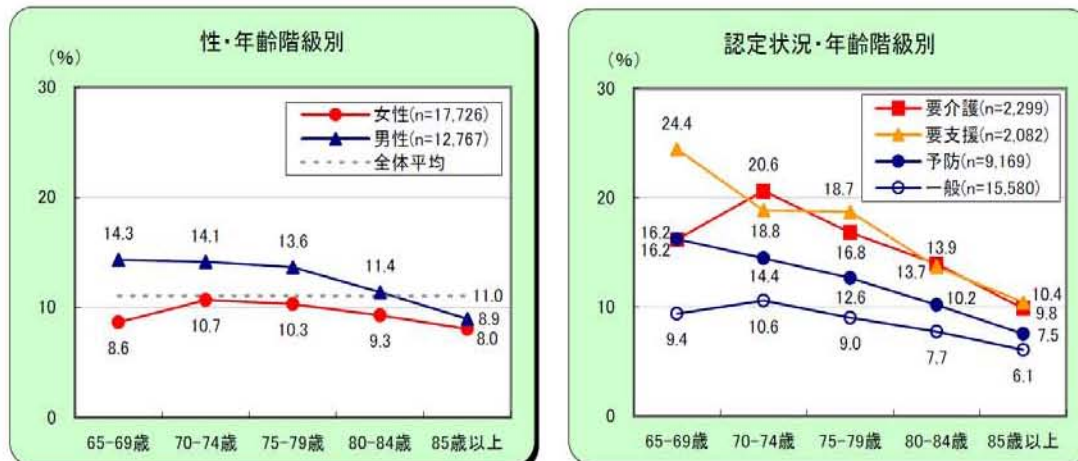 性・年齢階級別
(%)
30
20
10
0
女性(n=17,726)
男性(n=12,767)
全体平均
14.3
14.1
13.6
11.4
11.0
8.9
8.0
8.6
10.7
10.3
9.3
65-69歳
70-74歳
75-79歳
80-84歳
85歳以上
認定状況・年齢階級別
(%)
30
20
10
0
要介護(n=2,299)
要支援(n=2,082)
予防(n=9,169)
一般(n=15,580)
24.4
20.6
18.7
16.2
16.2
18.8
16.8
13.9
13.7
14.4
12.6
10.2
10.4
9.8
7.5
9.4
10.6
9.0
7.7
6.1
65-69歳
70-74歳
75-79歳
80-84歳
85歳以上